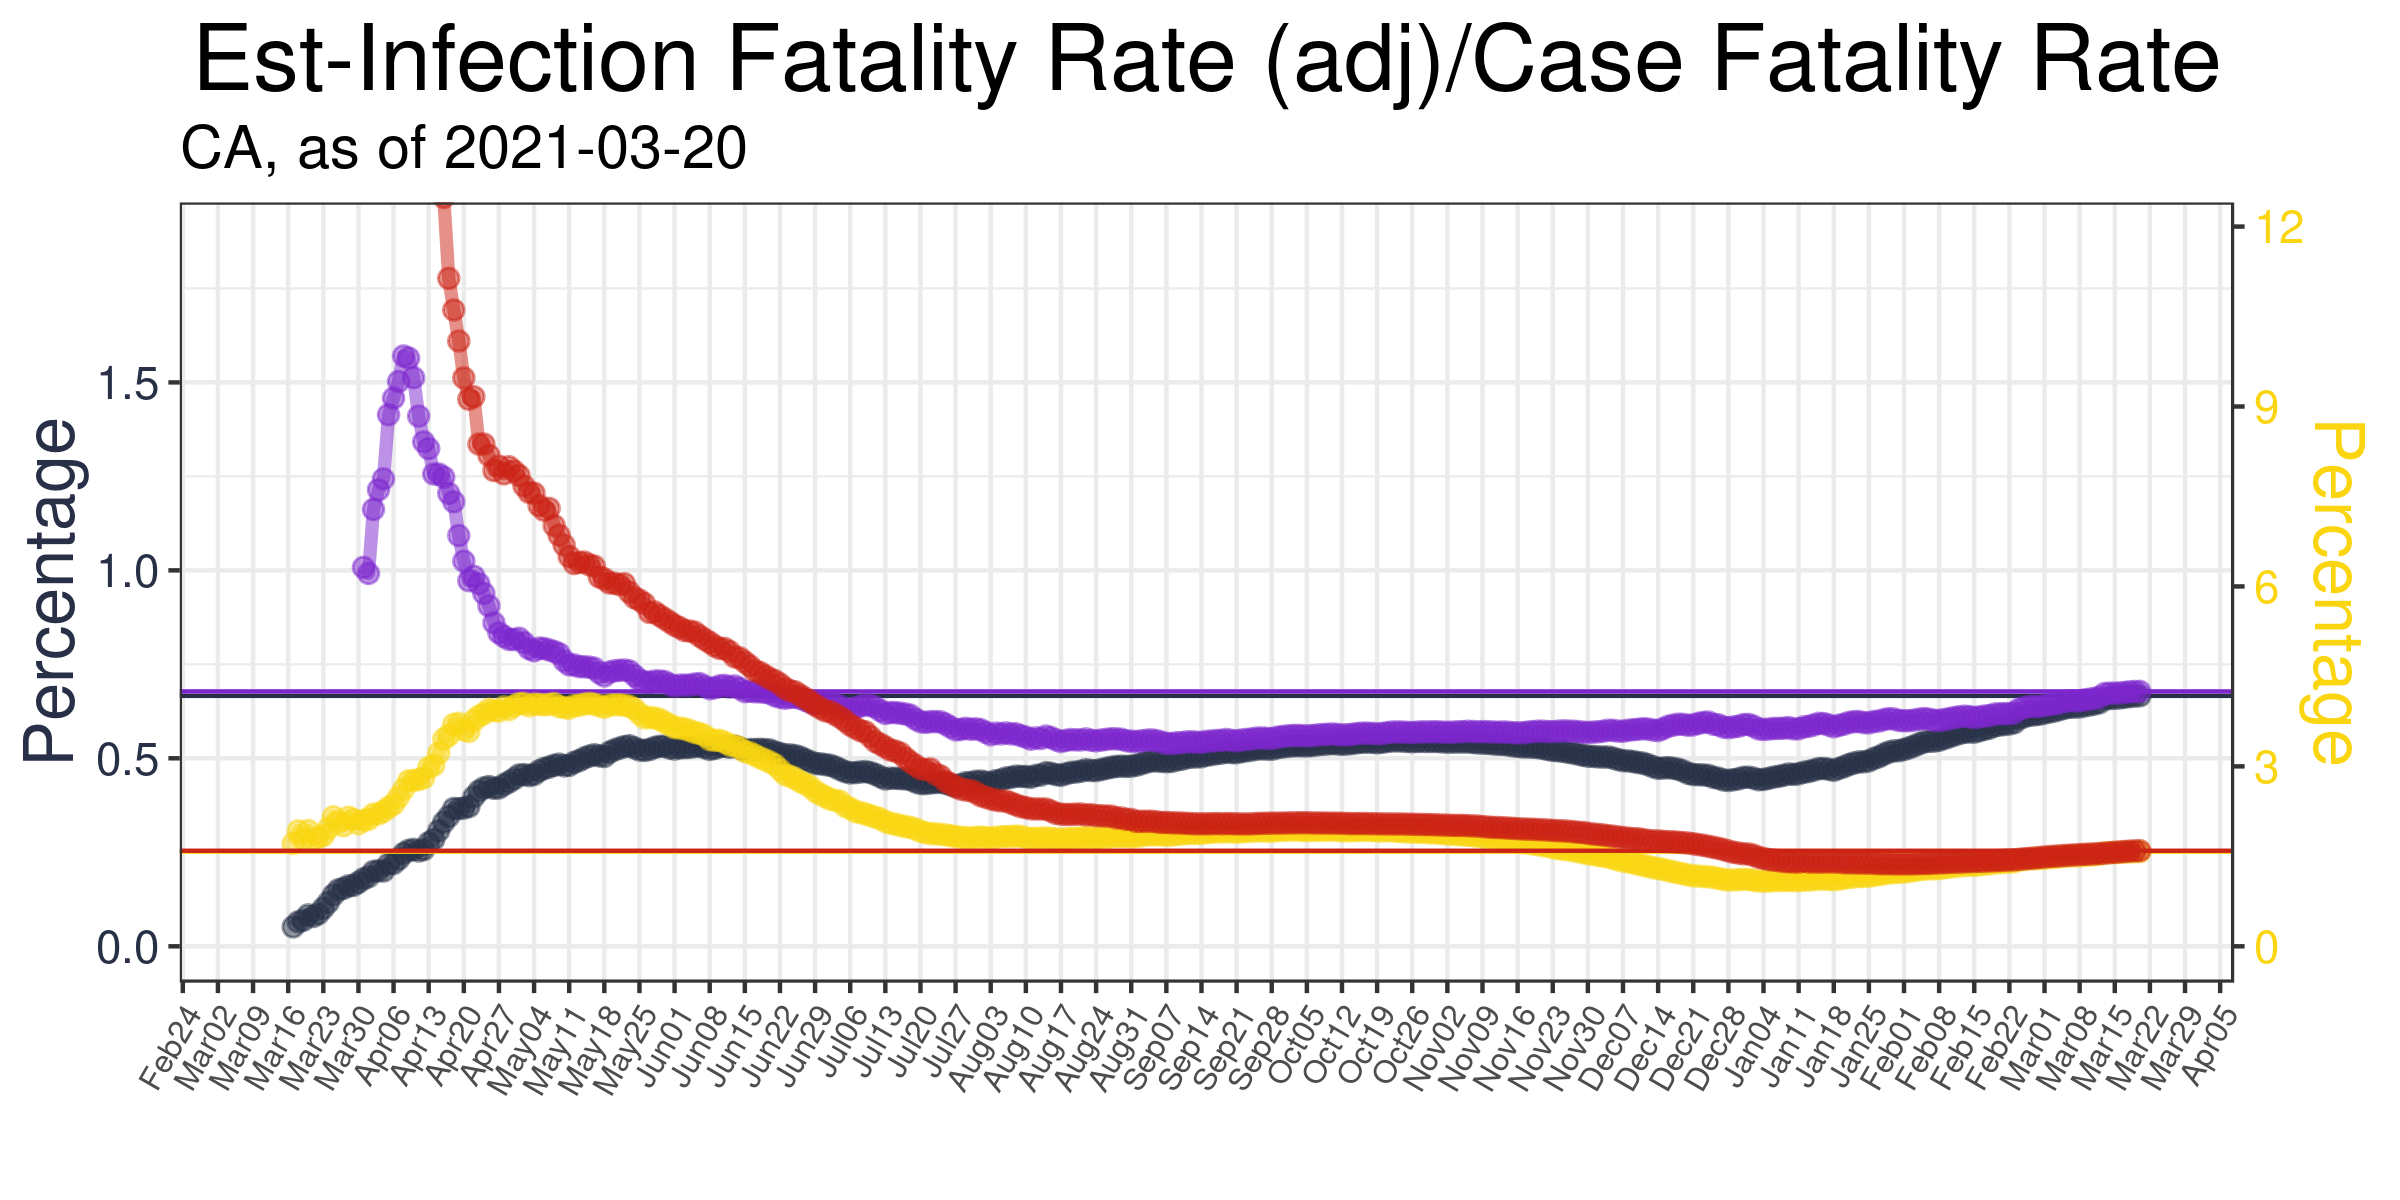 Est-Infection Fatality Rate (adj)/Case Fatality Rate
CA, as of 2021-03-20
Percentage
1.5
1.0
0.5
0.0
12
9
6
3
0
Percentage
Feb24
Mar02
Mar09
Mar16
Mar23
Mar30
Apr06
Apr13
Apr20
Apr27
May04
May11
May18
May25
Jun01
Jun08
Jun15
Jun22
Jun29
Jul06
Jul13
Jul20
Jul27
Aug03
Aug10
Aug17
Aug24
Aug31
Sep07
Sep14
Sep21
Sep28
Oct05
Oct12
Oct19
Oct26
Nov02
Nov09
Nov16
Nov23
Nov30
Dec07
Dec14
Dec21
Dec28
Jan04
Jan11
Jan18
Jan25
Feb01
Feb08
Feb15
Feb22
Mar01
Mar08
Mar15
Mar22
Mar29
Apr05